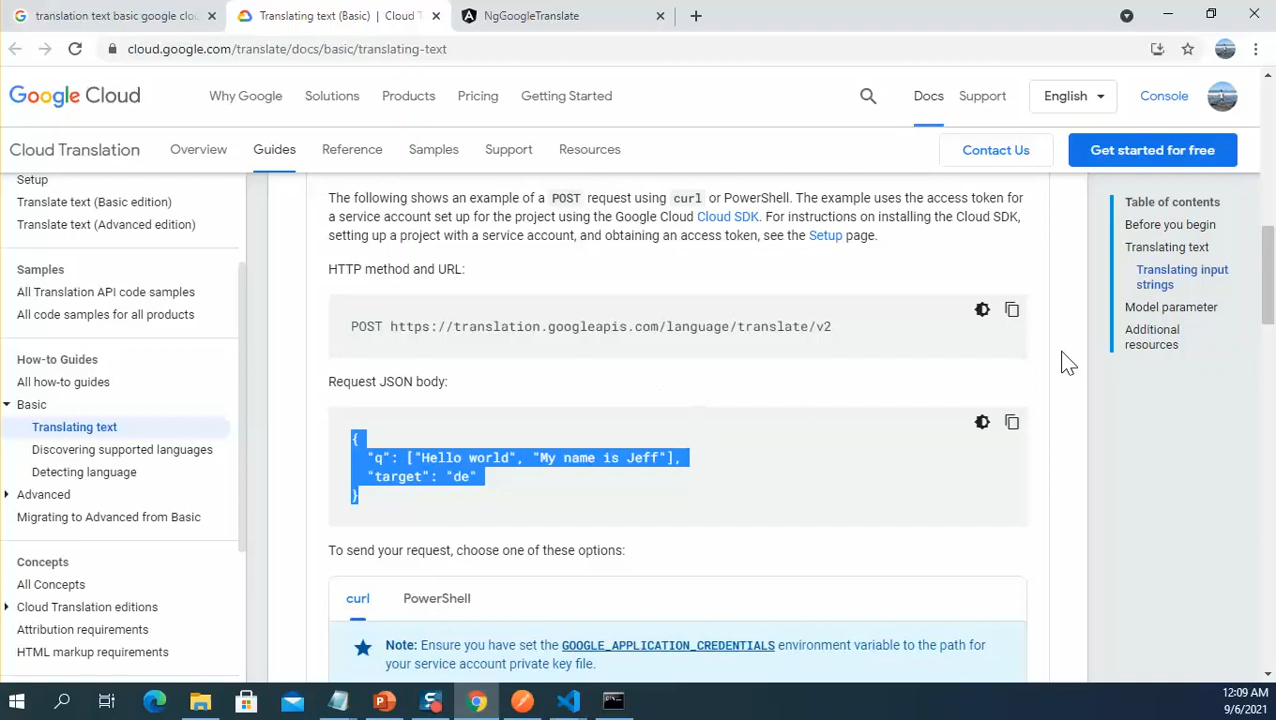 translation text basic google clo
Translating text (Basic) | Cloud T
NgGoogleTranslate
cloud.google.com/translate/docs/basic/translating-text
Google Cloud
Why Google
Solutions
Products
Pricing
Getting Started
Docs
Support
English
Console
Cloud Translation
Overview
Guides
Reference
Samples
Support
Resources
Contact Us
Get started for free
Setup
Translate text (Basic edition)
Translate text (Advanced edition)
Samples
All Translation API code samples
All code samples for all products
How-to Guides
All how-to guides
Basic
Translating text
Discovering supported languages
Detecting language
Advanced
Migrating to Advanced from Basic
Concepts
All Concepts
Cloud Translation editions
Attribution requirements
HTML markup requirements
The following shows an example of a POST request using curl or PowerShell. The example uses the access token for
a service account set up for the project using the Google Cloud Cloud SDK. For instructions on installing the Cloud SDK,
setting up a project with a service account, and obtaining an access token, see the Setup page.
HTTP method and URL:
POST https://translation.googleapis.com/language/translate/v2
Request JSON body:
{
"q": ["Hello world", "My name is Jeff"],
"target": "de"
}
To send your request, choose one of these options:
curl
PowerShell
Note: Ensure you have set the GOOGLE_APPLICATION_CREDENTIALS environment variable to the path for
your service account private key file.
Table of contents
Before you begin
Translating text
Translating input
strings
Model parameter
Additional
resources
12:09 AM
9/6/2021